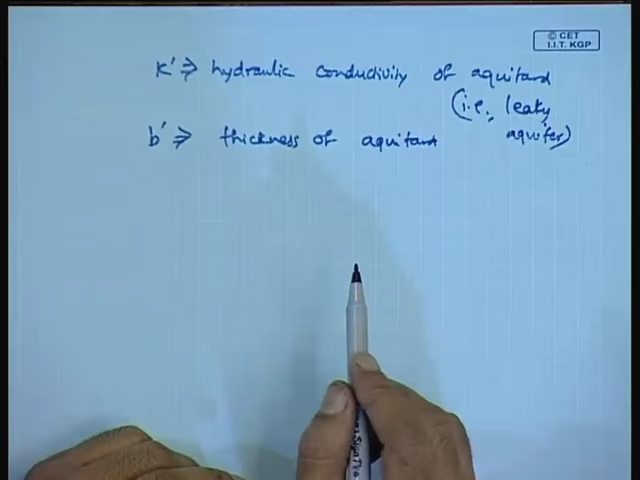 © CET
I.I.T. KGP
K' ⇒ hydraulic conductivity of aquitard
(i.e., leaky
aquifer)
b' ⇒ thickness of aquitard